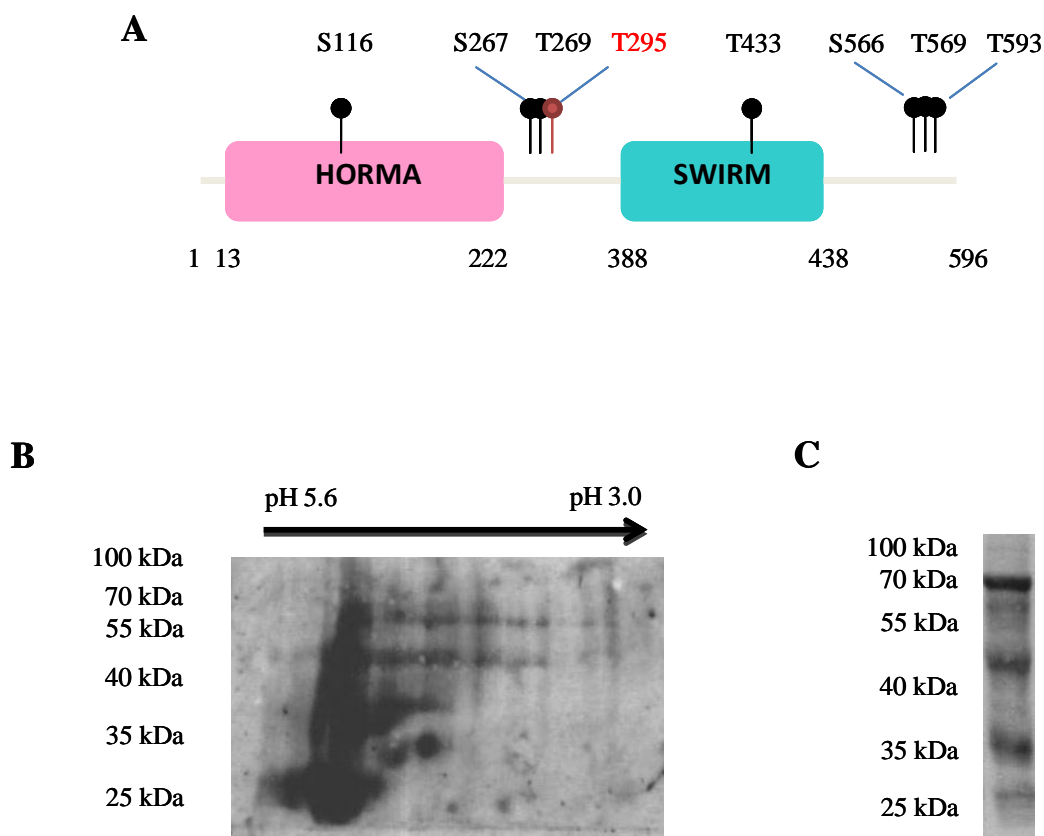 A
S116 S267 T269 T295 T433 S566 T569 T593
HORMA SWIRM
1 13 222 388 438 596
B
pH 5.6 pH 3.0
100 kDa
70 kDa
55 kDa
40 kDa
35 kDa
25 kDa
C
100 kDa
70 kDa
55 kDa
40 kDa
35 kDa
25 kDa